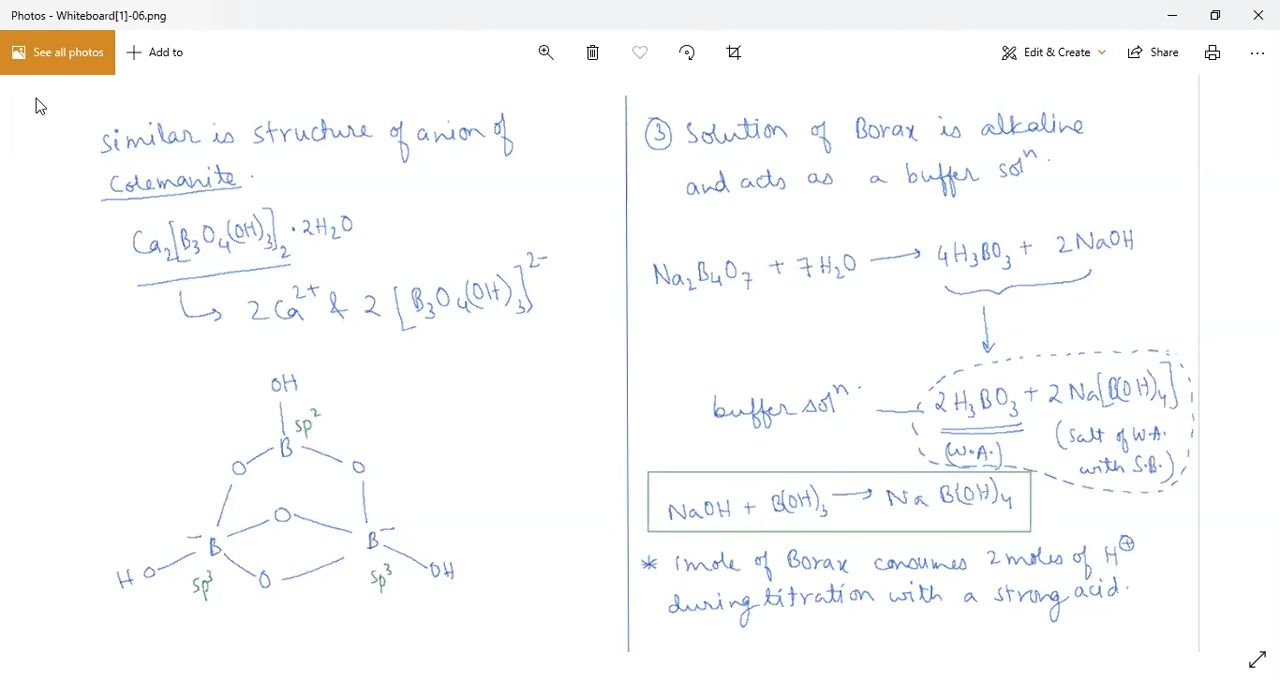 Photos - Whiteboard[1]-06.png
See all photos
Add to
Edit & Create
Share
similar is structure of anion of
Colemanite.
Ca₂[B₃O₄(OH)₃]₂·2H₂O
2Ca²⁺ & 2 [B₃O₄(OH)₃]²⁻
OH
sp²
B
O O
O
⁻B B⁻
H O sp³ O sp³ OH
③ Solution of Borax is alkaline
and acts as a buffer solⁿ.
Na₂B₄O₇ + 7H₂O ⟶ 4H₃BO₃ + 2NaOH
buffer solⁿ. — 2H₃BO₃ + 2Na[B(OH)₄]
(W.A.) (Salt of W.A.
with S.B.)
NaOH + B(OH)₃ ⟶ Na B(OH)₄
* 1mole of Borax consumes 2 moles of H⊕
during titration with a strong acid.